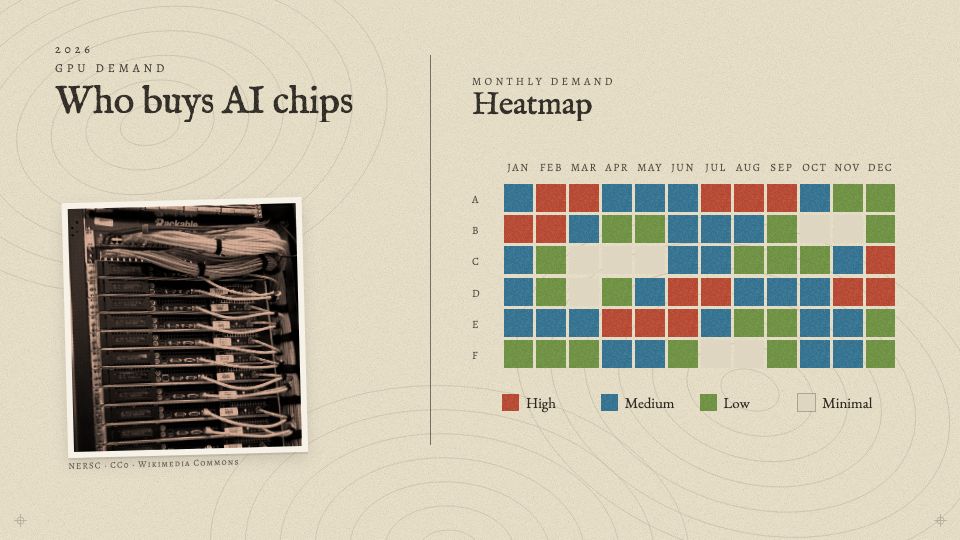 2026
GPU DEMAND
Who buys AI chips
Rackable
NERSC · CC0 · Wikimedia Commons
MONTHLY DEMAND
Heatmap
JAN FEB MAR APR MAY JUN JUL AUG SEP OCT NOV DEC
A
B
C
D
E
F
High Medium Low Minimal